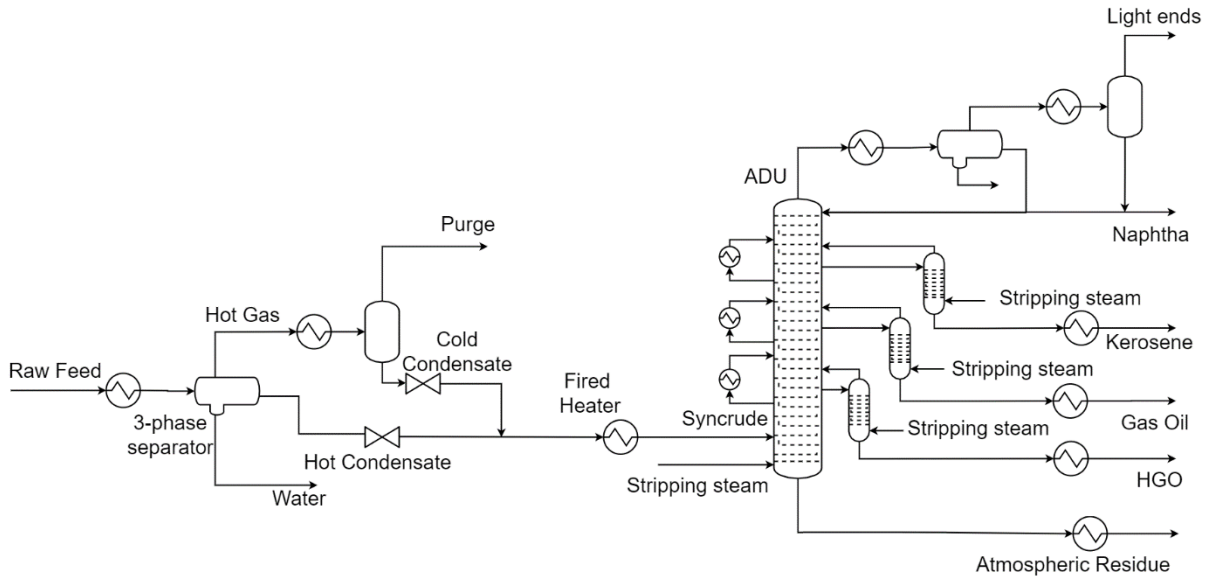 Light ends
ADU
Naphtha
Purge
Hot Gas
Stripping steam
Kerosene
Cold
Condensate
Raw Feed
Fired
Heater
Stripping steam
3-phase
separator
Syncrude
Gas Oil
Stripping steam
Hot Condensate
Water
Stripping steam
HGO
Atmospheric Residue